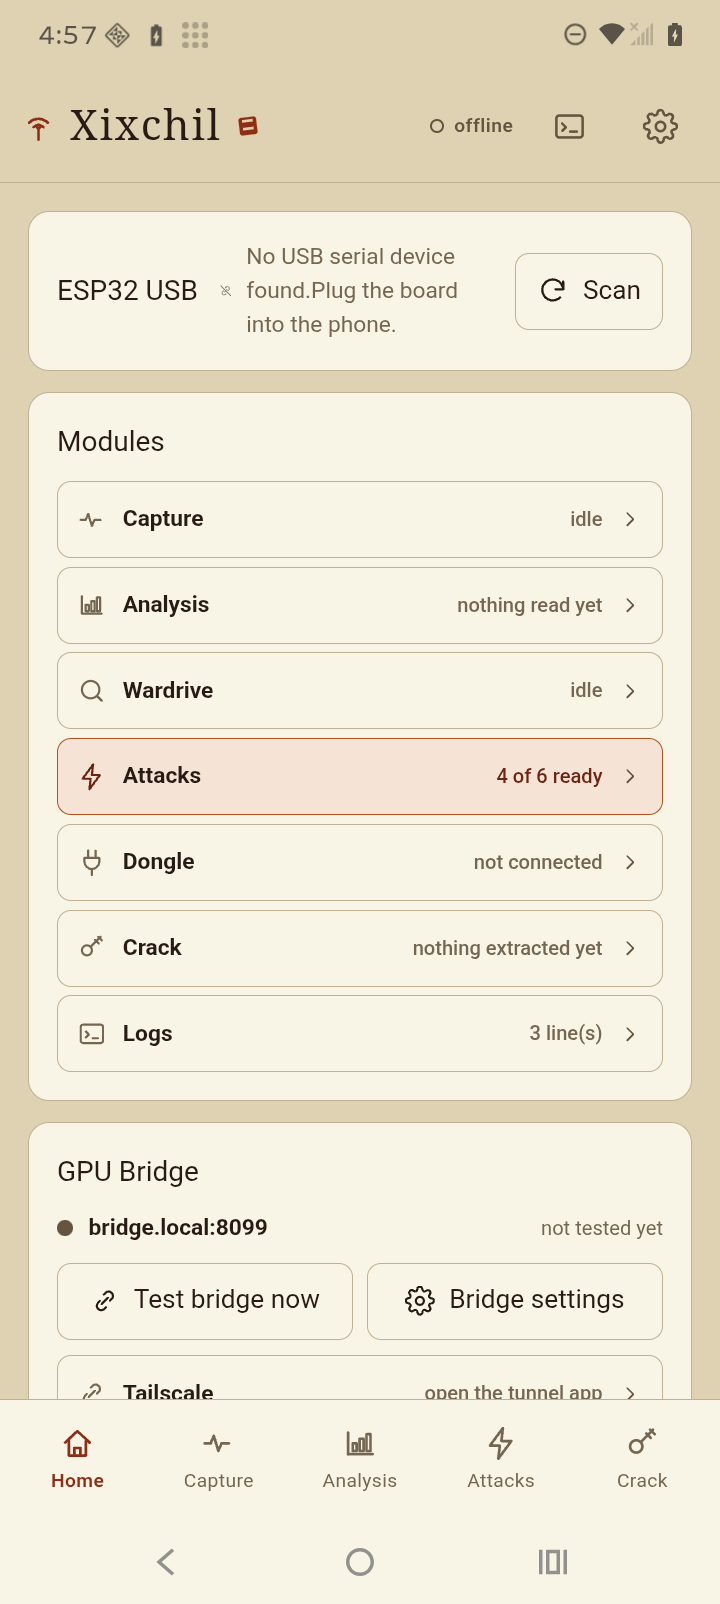 4:57
Xixchil
offline
ESP32 USB
No USB serial device
found.Plug the board
into the phone.
Scan
Modules
Capture idle
Analysis nothing read yet
Wardrive idle
Attacks 4 of 6 ready
Dongle not connected
Crack nothing extracted yet
Logs 3 line(s)
GPU Bridge
bridge.local:8099 not tested yet
Test bridge now Bridge settings
Tailscale open the tunnel app
Home Capture Analysis Attacks Crack